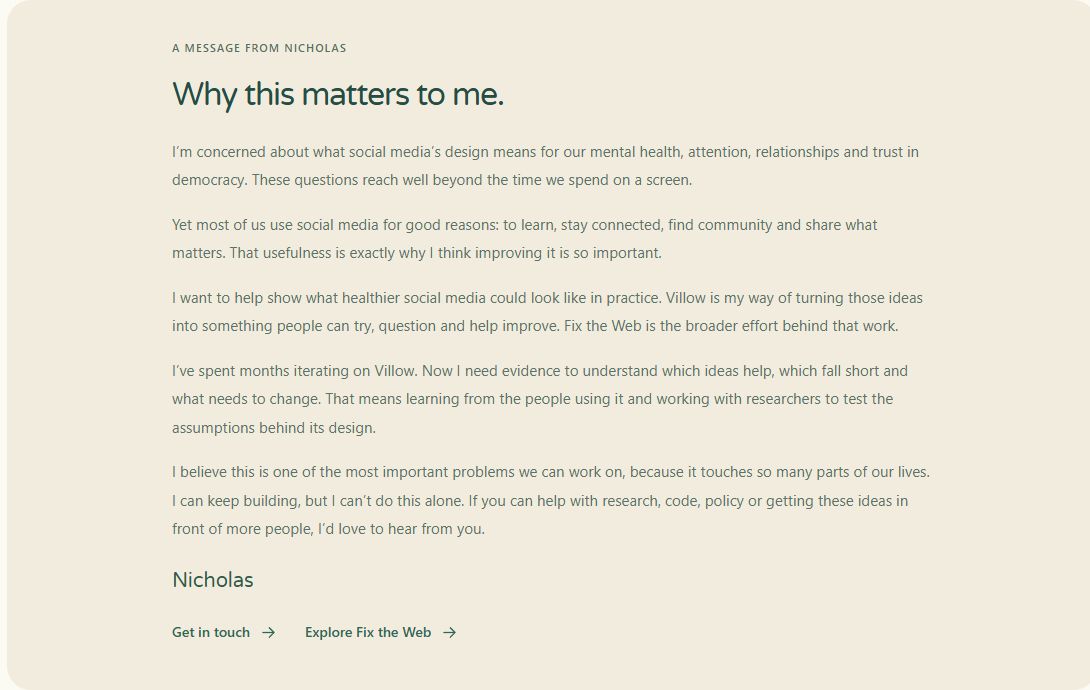 A MESSAGE FROM NICHOLAS
Why this matters to me.
I’m concerned about what social media’s design means for our mental health, attention, relationships and trust in
democracy. These questions reach well beyond the time we spend on a screen.
Yet most of us use social media for good reasons: to learn, stay connected, find community and share what
matters. That usefulness is exactly why I think improving it is so important.
I want to help show what healthier social media could look like in practice. Villow is my way of turning those ideas
into something people can try, question and help improve. Fix the Web is the broader effort behind that work.
I’ve spent months iterating on Villow. Now I need evidence to understand which ideas help, which fall short and
what needs to change. That means learning from the people using it and working with researchers to test the
assumptions behind its design.
I believe this is one of the most important problems we can work on, because it touches so many parts of our lives.
I can keep building, but I can’t do this alone. If you can help with research, code, policy or getting these ideas in
front of more people, I’d love to hear from you.
Nicholas
Get in touch → Explore Fix the Web →